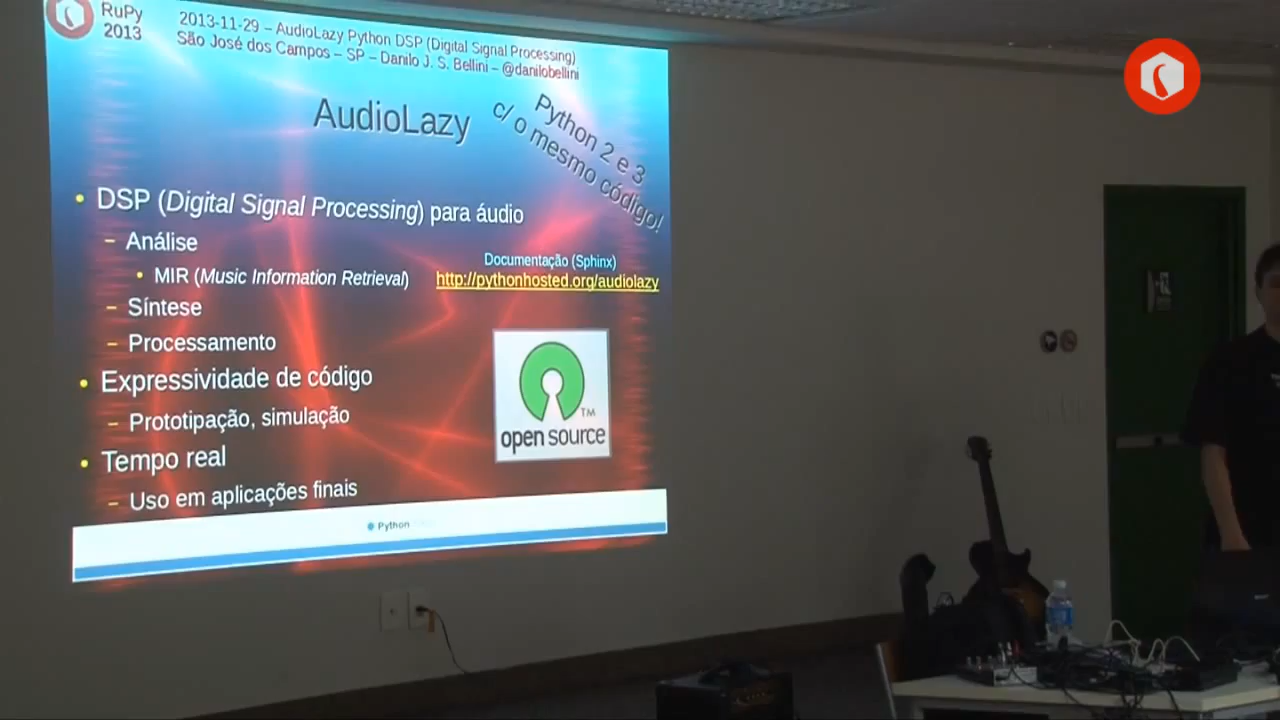 RuPy
2013
2013-11-29 – AudioLazy Python DSP (Digital Signal Processing)
São José dos Campos – SP – Danilo J. S. Bellini – @danilobellini
AudioLazy
Python 2 e 3
c/ o mesmo código!
• DSP (Digital Signal Processing) para áudio
– Análise
• MIR (Music Information Retrieval)
Documentação (Sphinx)
http://pythonhosted.org/audiolazy
– Síntese
– Processamento
• Expressividade de código
– Prototipação, simulação
• Tempo real
– Uso em aplicações finais
TM
open source
Python